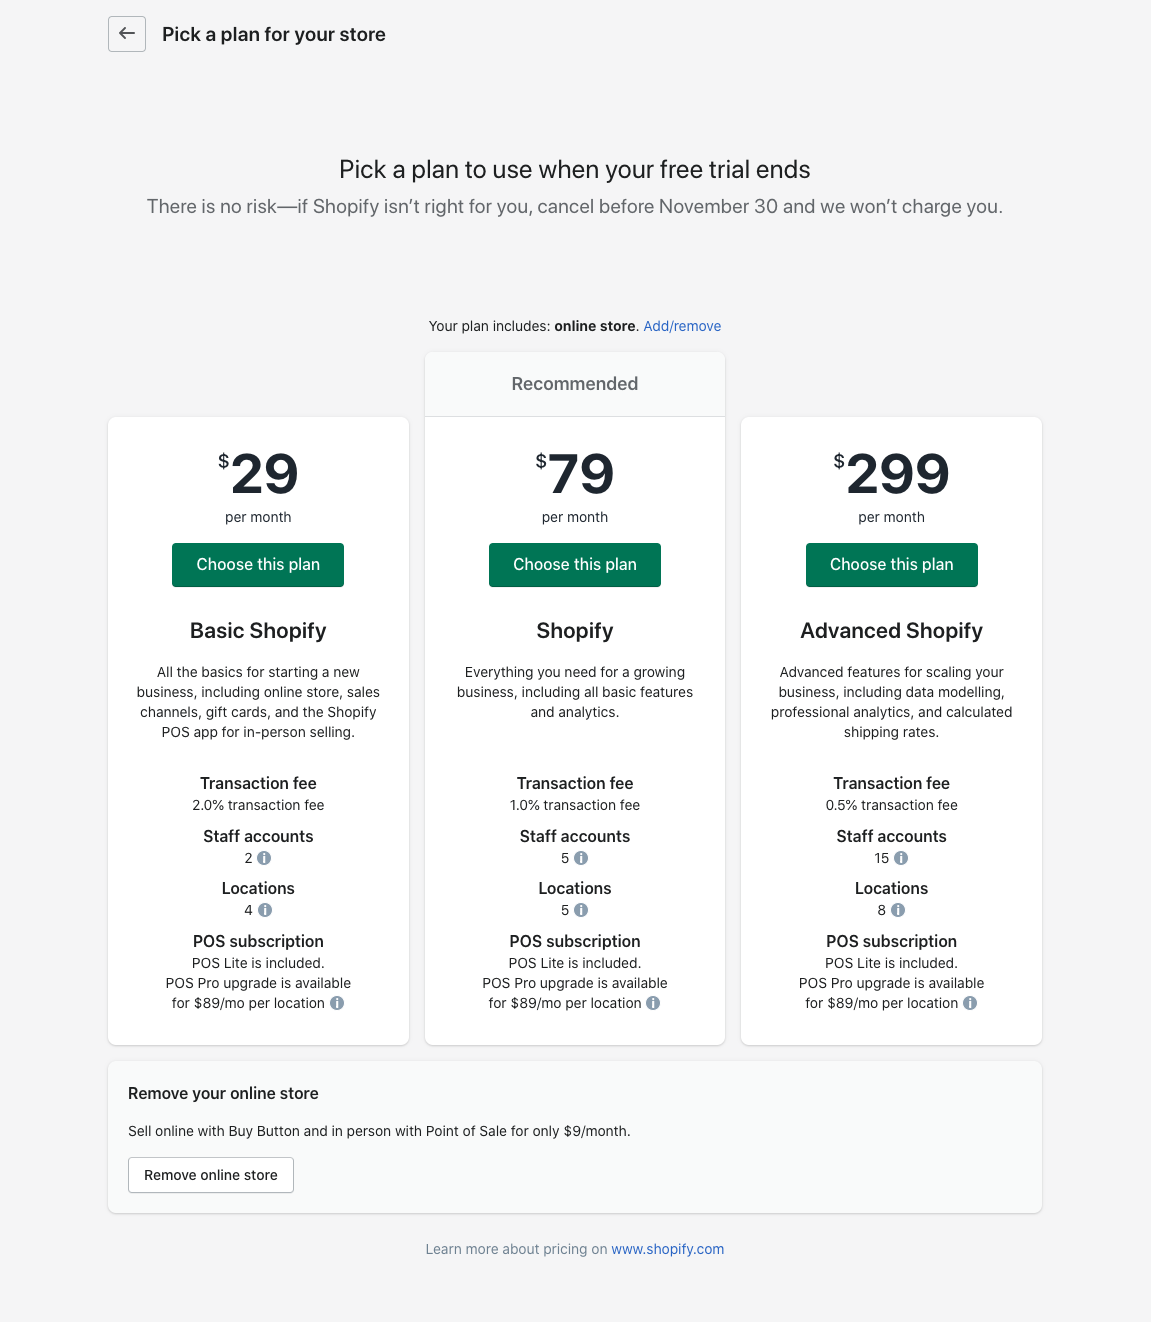 Pick a plan for your store
Pick a plan to use when your free trial ends
There is no risk—if Shopify isn’t right for you, cancel before November 30 and we won’t charge you.
Your plan includes: online store. Add/remove
Recommended
$29
per month
Choose this plan
Basic Shopify
All the basics for starting a new
business, including online store, sales
channels, gift cards, and the Shopify
POS app for in-person selling.
Transaction fee
2.0% transaction fee
Staff accounts
2
Locations
4
POS subscription
POS Lite is included.
POS Pro upgrade is available
for $89/mo per location
$79
per month
Choose this plan
Shopify
Everything you need for a growing
business, including all basic features
and analytics.
Transaction fee
1.0% transaction fee
Staff accounts
5
Locations
5
POS subscription
POS Lite is included.
POS Pro upgrade is available
for $89/mo per location
$299
per month
Choose this plan
Advanced Shopify
Advanced features for scaling your
business, including data modelling,
professional analytics, and calculated
shipping rates.
Transaction fee
0.5% transaction fee
Staff accounts
15
Locations
8
POS subscription
POS Lite is included.
POS Pro upgrade is available
for $89/mo per location
Remove your online store
Sell online with Buy Button and in person with Point of Sale for only $9/month.
Remove online store
Learn more about pricing on www.shopify.com